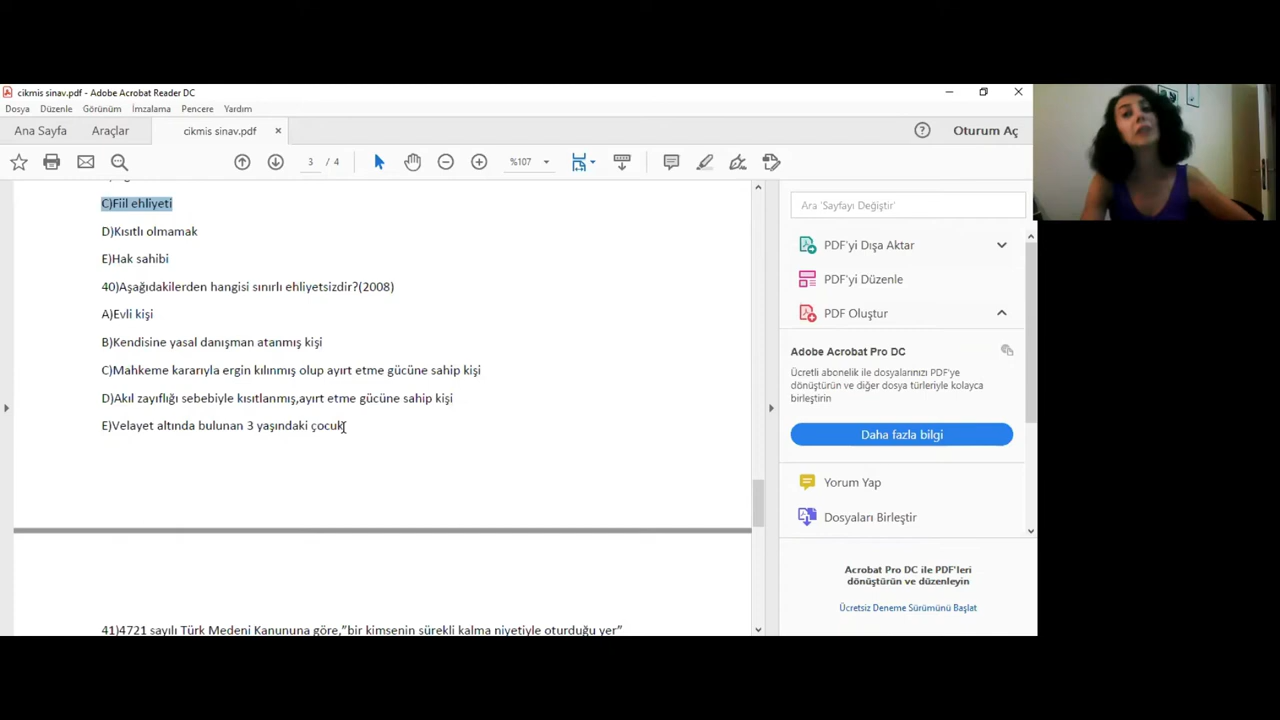 cikmis sinav.pdf - Adobe Acrobat Reader DC
Dosya Düzenle Görünüm İmzalama Pencere Yardım
Ana Sayfa Araçlar cikmis sinav.pdf × Oturum Aç
3 / 4 %107
C)Fiil ehliyeti
D)Kısıtlı olmamak
E)Hak sahibi
40)Aşağıdakilerden hangisi sınırlı ehliyetsizdir?(2008)
A)Evli kişi
B)Kendisine yasal danışman atanmış kişi
C)Mahkeme kararıyla ergin kılınmış olup ayırt etme gücüne sahip kişi
D)Akıl zayıflığı sebebiyle kısıtlanmış,ayırt etme gücüne sahip kişi
E)Velayet altında bulunan 3 yaşındaki çocuk
41)4721 sayılı Türk Medeni Kanununa göre,”bir kimsenin sürekli kalma niyetiyle oturduğu yer”
Ara 'Sayfayı Değiştir'
PDF'yi Dışa Aktar
PDF'yi Düzenle
PDF Oluştur
Adobe Acrobat Pro DC
Ücretli abonelik ile dosyalarınızı PDF'ye
dönüştürün ve diğer dosya türleriyle kolayca
birleştirin
Daha fazla bilgi
Yorum Yap
Dosyaları Birleştir
Acrobat Pro DC ile PDF'leri
dönüştürün ve düzenleyin
Ücretsiz Deneme Sürümünü Başlat